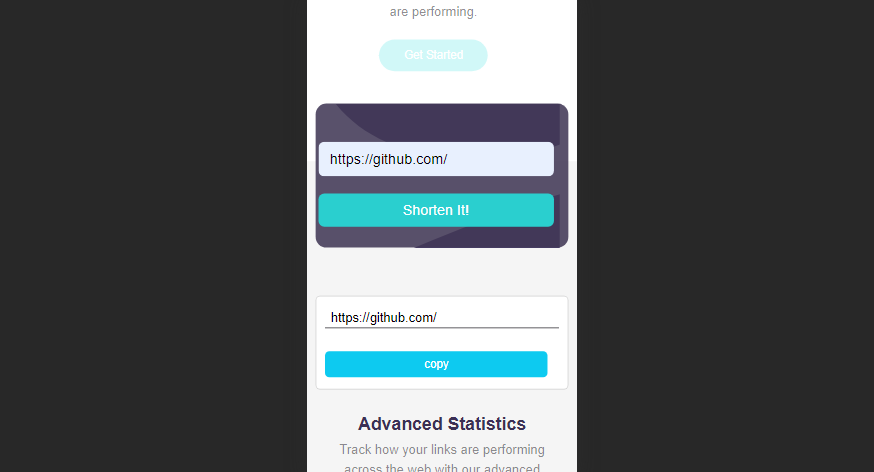 are performing.
Get Started
https://github.com/
Shorten It!
https://github.com/
copy
Advanced Statistics
Track how your links are performing
across the web with our advanced